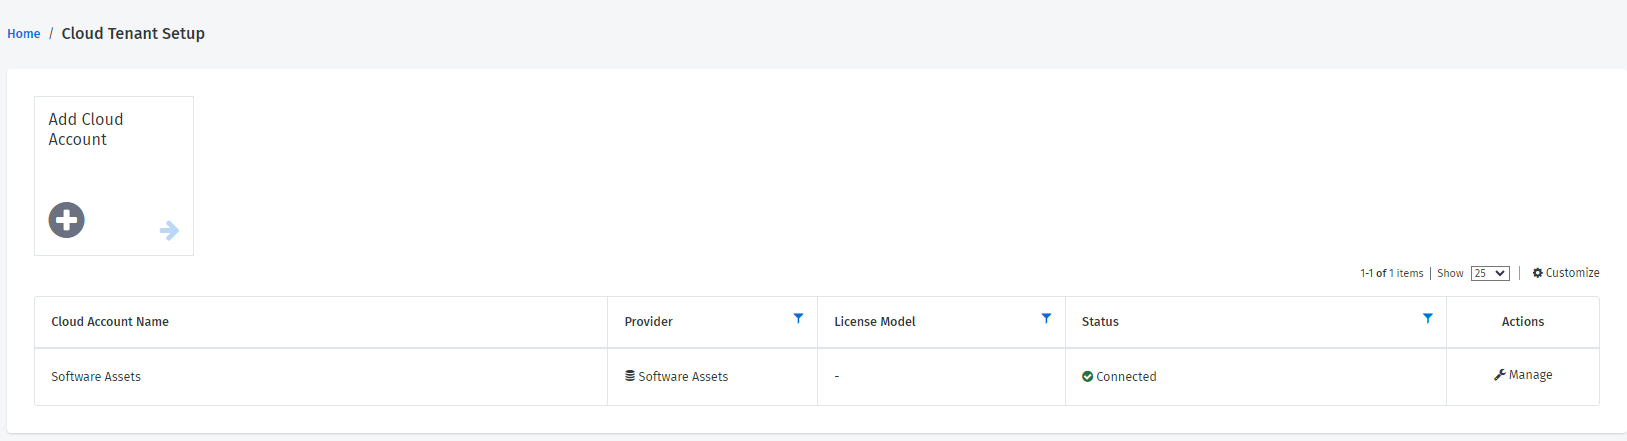 Home / Cloud Tenant Setup
Add Cloud
Account
1-1 of 1 items | Show 25 | Customize
Cloud Account Name Provider License Model Status Actions
Software Assets Software Assets - Connected Manage